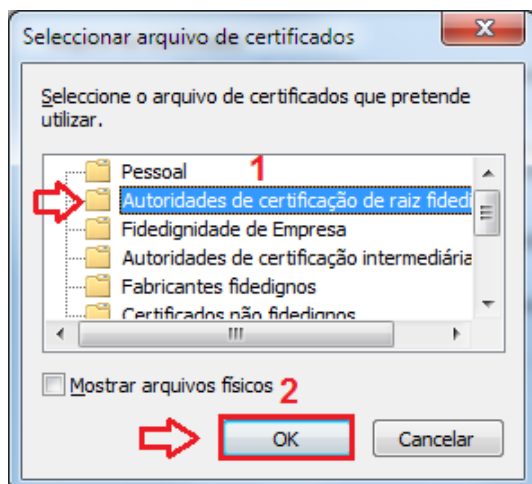 Seleccionar arquivo de certificados
Seleccione o arquivo de certificados que pretende
utilizar.
Pessoal 1
Autoridades de certificação de raiz fidedi
Fidedignidade de Empresa
Autoridades de certificação intermediária
Fabricantes fidedignos
Certificados não fidedignos
Mostrar arquivos físicos 2
OK Cancelar